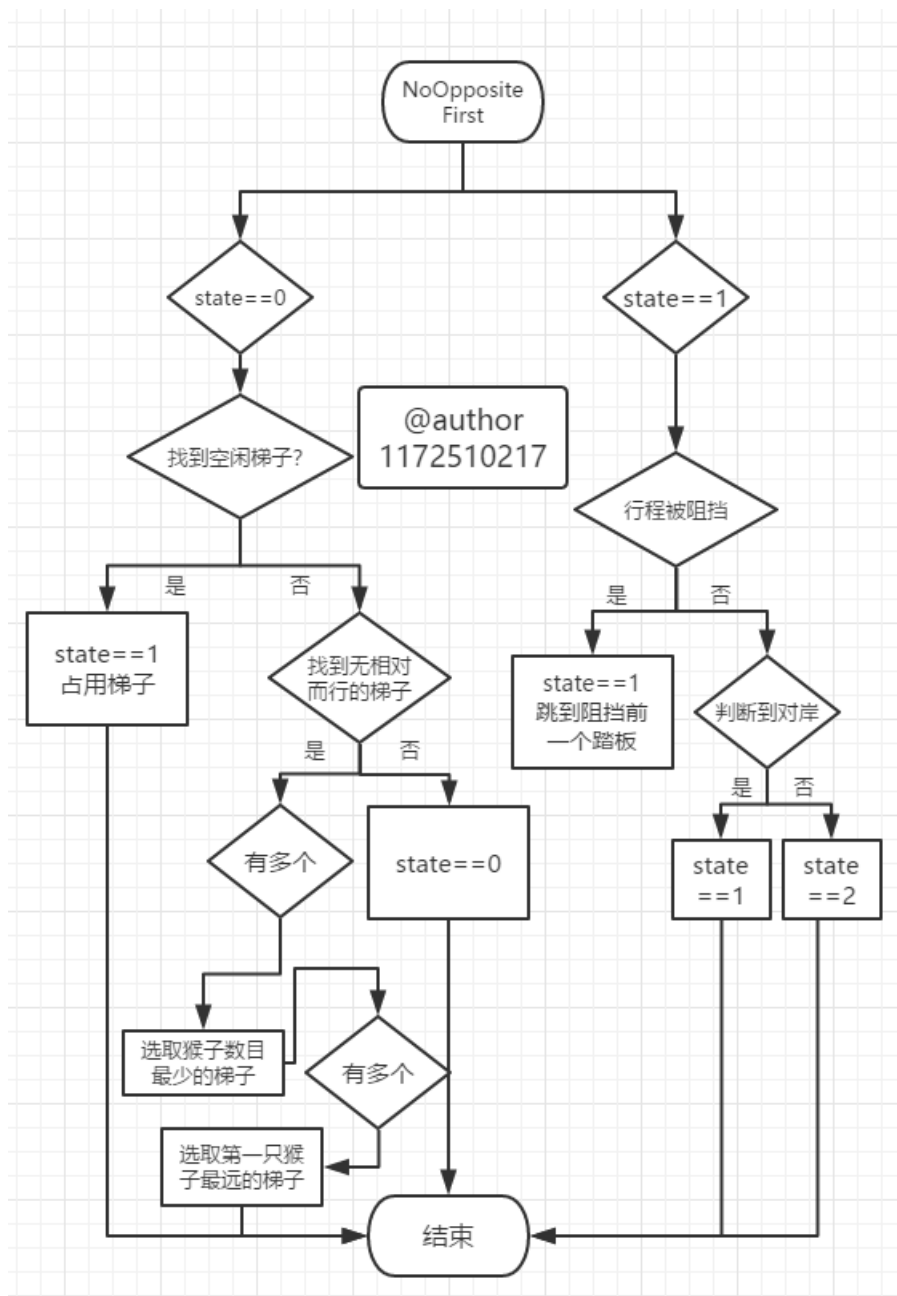 NoOpposite
First
state==0
state==1
找到空闲梯子?
@author
1172510217
行程被阻挡
是
否
是
否
state==1
占用梯子
找到无相对
而行的梯子
state==1
跳到阻挡前
一个踏板
判断到对岸
是
否
是
否
有多个
state==0
state
==1
state
==2
选取猴子数目
最少的梯子
有多个
选取第一只猴
子最远的梯子
结束